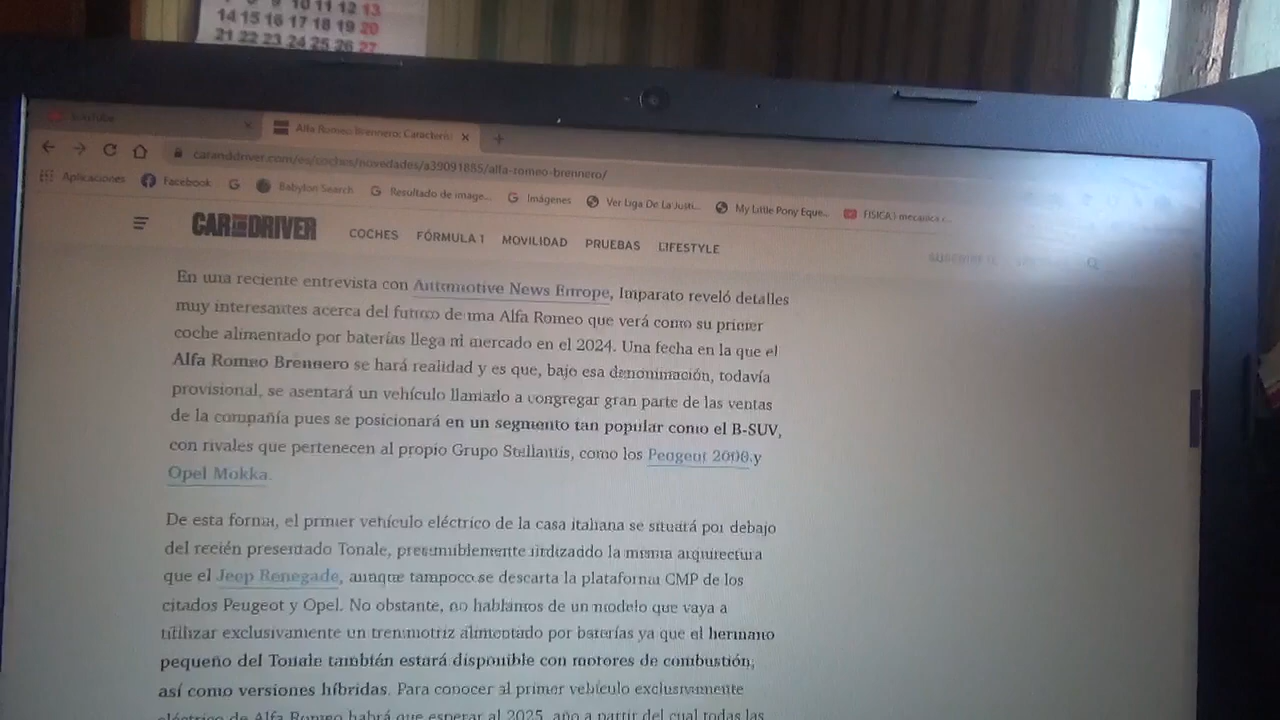 10 11 12 13
14 15 16 17 18 19 20
21 22 23 24 25 26 27
YouTube
Alfa Romeo Brennero: Caracterís
caranddriver.com/es/coches/novedades/a39091885/alfa-romeo-brennero/
Aplicaciones Facebook G Babylon Search Resultado de image... Imágenes Ver Liga De La Justi... My Little Pony Eque... FISICA I mecanica c...
CAR AND DRIVER COCHES FÓRMULA 1 MOVILIDAD PRUEBAS LIFESTYLE
En una reciente entrevista con Automotive News Europe, Imparato reveló detalles
muy interesantes acerca del futuro de una Alfa Romeo que verá como su primer
coche alimentado por baterías llega al mercado en el 2024. Una fecha en la que el
Alfa Romeo Brennero se hará realidad y es que, bajo esa denonimación, todavía
provisional, se asentará un vehículo llamado a congregar gran parte de las ventas
de la compañía pues se posicionará en un segmento tan popular como el B-SUV,
con rivales que pertenecen al propio Grupo Stellantis, como los Peugeot 2008 y
Opel Mokka.
De esta forma, el primer vehículo eléctrico de la casa italiana se situará por debajo
del recién presentado Tonale, presumiblemente utilizado la misma arquirectura
que el Jeep Renegade, aunque tampoco se descarta la plataforma CMP de los
citados Peugeot y Opel. No obstante, no hablamos de un modelo que vaya a
utilizar exclusivamente un tren motriz alimentado por baterías ya que el hermano
pequeño del Tonale también estará disponible con motores de combustión,
así como versiones híbridas. Para conocer al primer vehículo exclusivamente
eléctrico de Alfa Romeo habrá que esperar al 2025, año a partir del cual todas las